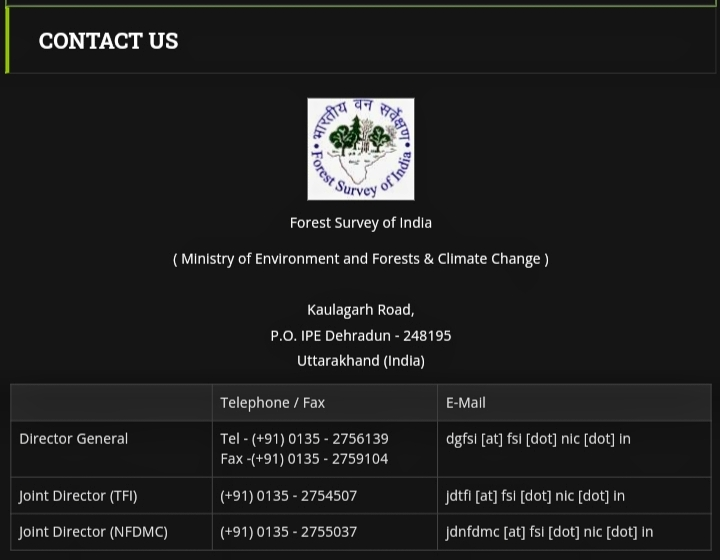 CONTACT US
भारतीय वन सर्वेक्षण
Forest Survey of India
Forest Survey of India
( Ministry of Environment and Forests & Climate Change )
Kaulagarh Road,
P.O. IPE Dehradun - 248195
Uttarakhand (India)
Telephone / Fax E-Mail
Director General Tel - (+91) 0135 - 2756139 dgfsi [at] fsi [dot] nic [dot] in
Fax -(+91) 0135 - 2759104
Joint Director (TFI) (+91) 0135 - 2754507 jdtfi [at] fsi [dot] nic [dot] in
Joint Director (NFDMC) (+91) 0135 - 2755037 jdnfdmc [at] fsi [dot] nic [dot] in